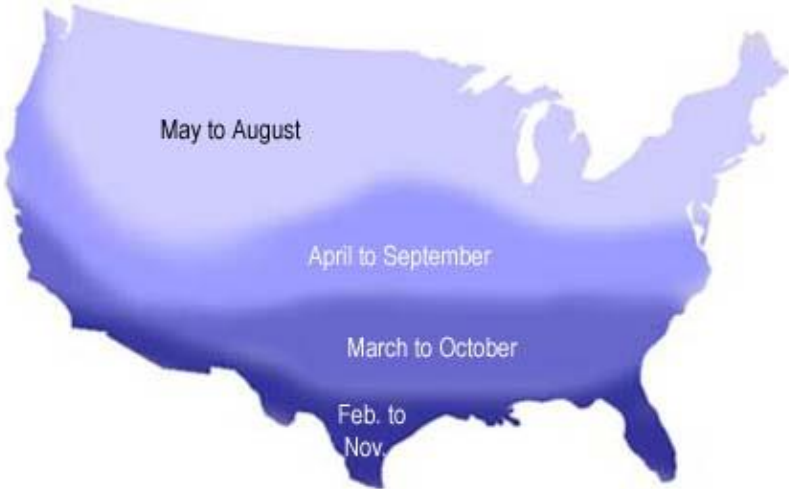 May to August
April to September
March to October
Feb. to
Nov.